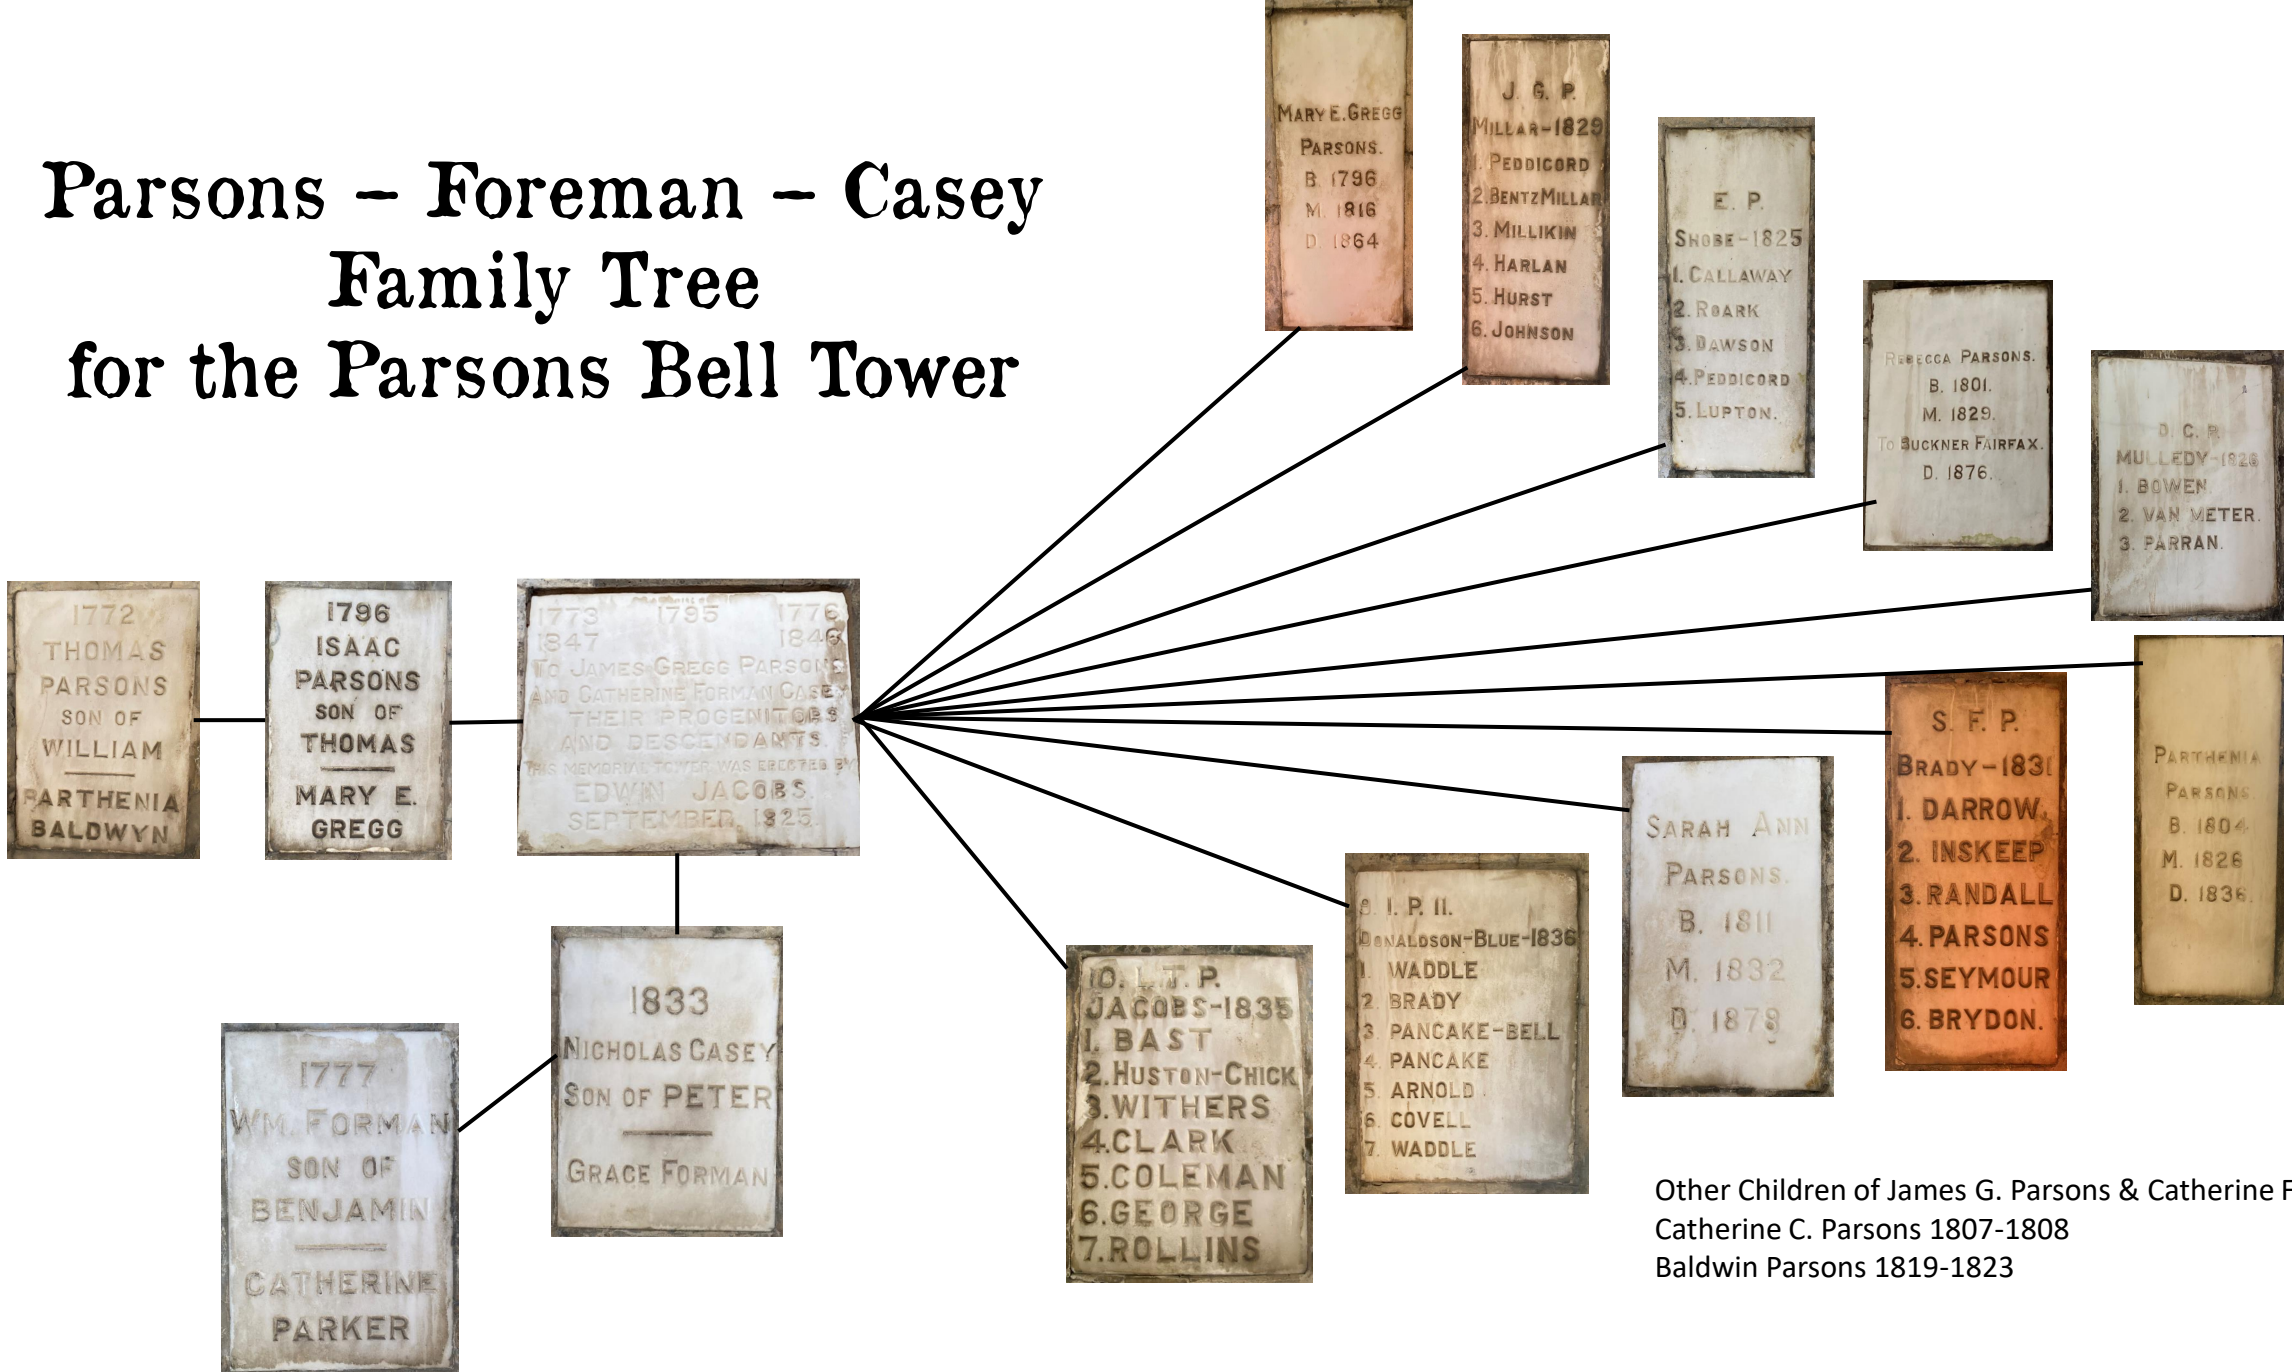 Parsons – Foreman – Casey
Family Tree
for the Parsons Bell Tower
MARY E. GREGG
PARSONS.
B. 1796
M. 1816
D. 1864
J. G. P.
MILLAR-1829
1. PEDDICORD
2. BENTZ MILLAR
3. MILLIKIN
4. HARLAN
5. HURST
6. JOHNSON
E. P.
SHOBE-1825
1. CALLAWAY
2. ROARK
3. DAWSON
4. PEDDICORD
5. LUPTON.
REBECCA PARSONS.
B. 1801.
M. 1829.
TO BUCKNER FAIRFAX.
D. 1876.
D. C. P.
MULLEDY-1826
1. BOWEN.
2. VAN METER.
3. PARRAN.
1772
THOMAS
PARSONS
SON OF
WILLIAM
PARTHENIA
BALDWYN
1796
ISAAC
PARSONS
SON OF
THOMAS
MARY E.
GREGG
1773 1795 1776
1847 1846
TO JAMES GREGG PARSONS
AND CATHERINE FORMAN CASEY
THEIR PROGENITORS
AND DESCENDANTS.
THIS MEMORIAL TOWER WAS ERECTED BY
EDWIN JACOBS.
SEPTEMBER, 1925.
PARTHENIA
PARSONS.
B. 1804
M. 1826
D. 1836.
S. F. P.
BRADY-1831
1. DARROW.
2. INSKEEP
3. RANDALL
4. PARSONS
5. SEYMOUR
6. BRYDON.
SARAH ANN
PARSONS.
B. 1811
M. 1832
D. 1878
9. I. P. II.
DONALDSON-BLUE-1836
1. WADDLE
2. BRADY
3 PANCAKE-BELL
4 PANCAKE
5. ARNOLD
6. COVELL
7. WADDLE
10. L. T. P.
JACOBS-1835
1. BAST
2. HUSTON-CHICK
3. WITHERS
4. CLARK
5. COLEMAN
6. GEORGE
7. ROLLINS
1833
NICHOLAS CASEY
SON OF PETER
GRACE FORMAN
1777
WM. FORMAN
SON OF
BENJAMIN
CATHERINE
PARKER
Other Children of James G. Parsons & Catherine F
Catherine C. Parsons 1807-1808
Baldwin Parsons 1819-1823